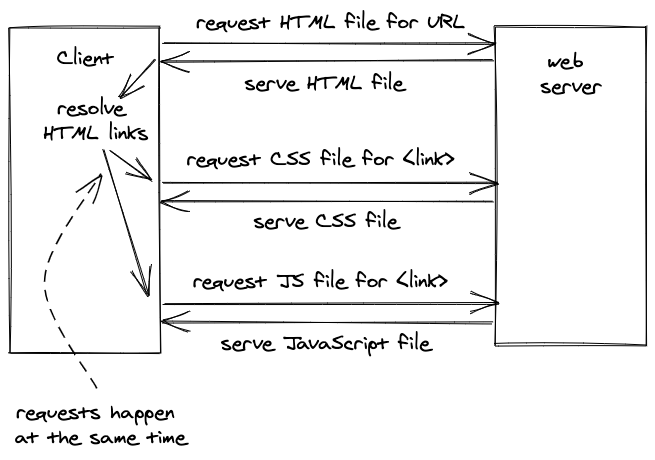 request HTML file for URL
Client
web
server
serve HTML file
resolve
HTML links
request CSS file for <link>
serve CSS file
request JS file for <link>
serve JavaScript file
requests happen
at the same time